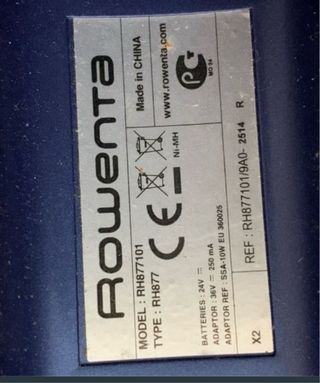 Rowenta
MODEL : RH877101
TYPE : RH877
Made in CHINA
www.rowenta.com
Ni-MH
BATTERIES : 24V
ADAPTOR : 36V 250 mA
ADAPTOR REF : SSA-10W EU 360025
REF : RH877101/9A0- 2514 R
X2